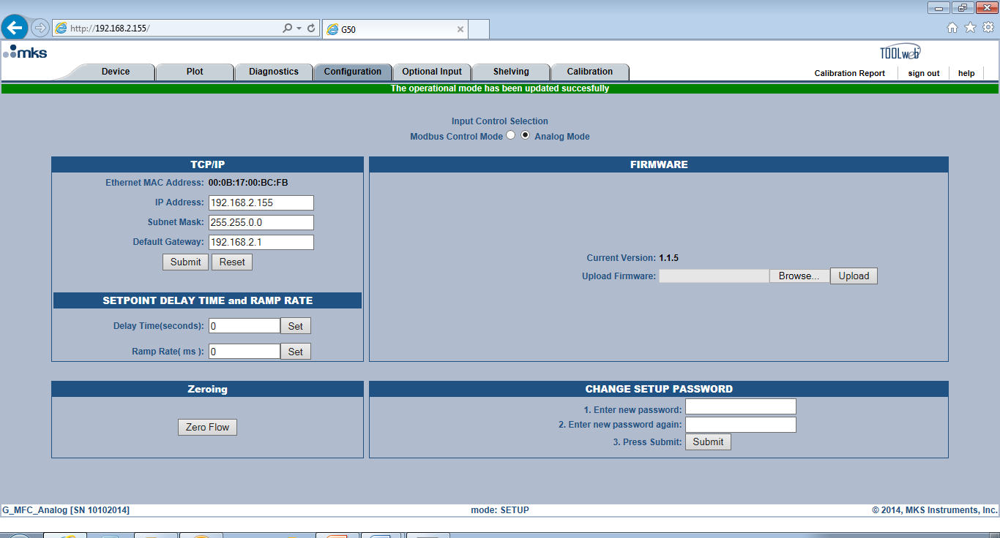 http://192.168.2.155/
G50
mks
TOOLweb
Device Plot Diagnostics Configuration Optional Input Shelving Calibration
Calibration Report sign out help
The operational mode has been updated succesfully
Input Control Selection
Modbus Control Mode Analog Mode
TCP/IP
Ethernet MAC Address: 00:0B:17:00:BC:FB
IP Address: 192.168.2.155
Subnet Mask: 255.255.0.0
Default Gateway: 192.168.2.1
Submit Reset
SETPOINT DELAY TIME and RAMP RATE
Delay Time(seconds): 0 Set
Ramp Rate( ms ): 0 Set
FIRMWARE
Current Version: 1.1.5
Upload Firmware: Browse... Upload
Zeroing
Zero Flow
CHANGE SETUP PASSWORD
1. Enter new password:
2. Enter new password again:
3. Press Submit: Submit
G_MFC_Analog [SN 10102014] mode: SETUP © 2014, MKS Instruments, Inc.